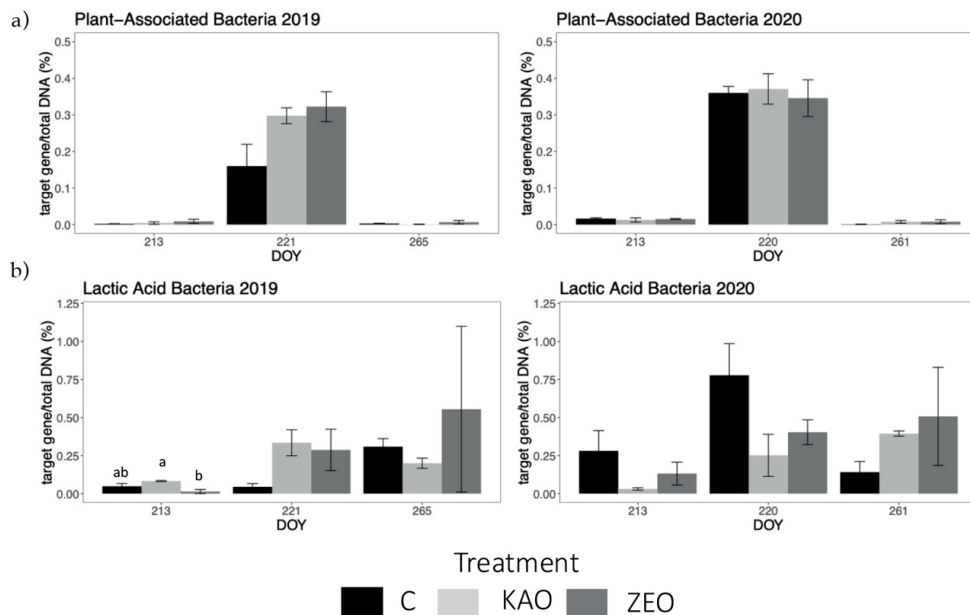 a)
Plant-Associated Bacteria 2019
target gene/total DNA (%)
0.5
0.4
0.3
0.2
0.1
0.0
213
221
265
DOY
Plant-Associated Bacteria 2020
target gene/total DNA (%)
0.5
0.4
0.3
0.2
0.1
0.0
213
220
261
DOY
b)
Lactic Acid Bacteria 2019
target gene/total DNA (%)
1.25
1.00
0.75
0.50
0.25
0.00
ab
a
b
213
221
265
DOY
Lactic Acid Bacteria 2020
target gene/total DNA (%)
1.25
1.00
0.75
0.50
0.25
0.00
213
220
261
DOY
Treatment
C KAO ZEO